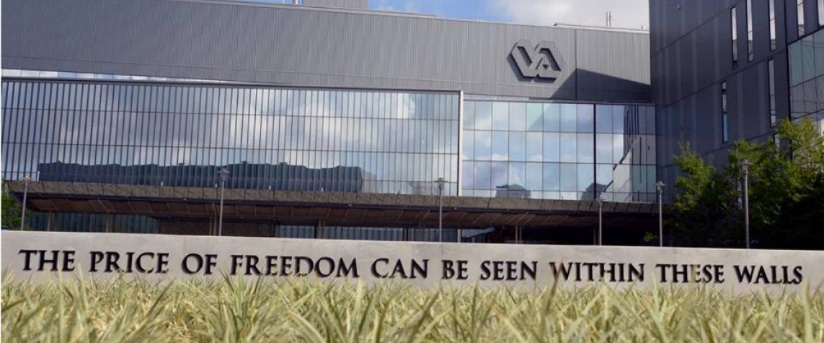 VA
THE PRICE OF FREEDOM CAN BE SEEN WITHIN THESE WALLS